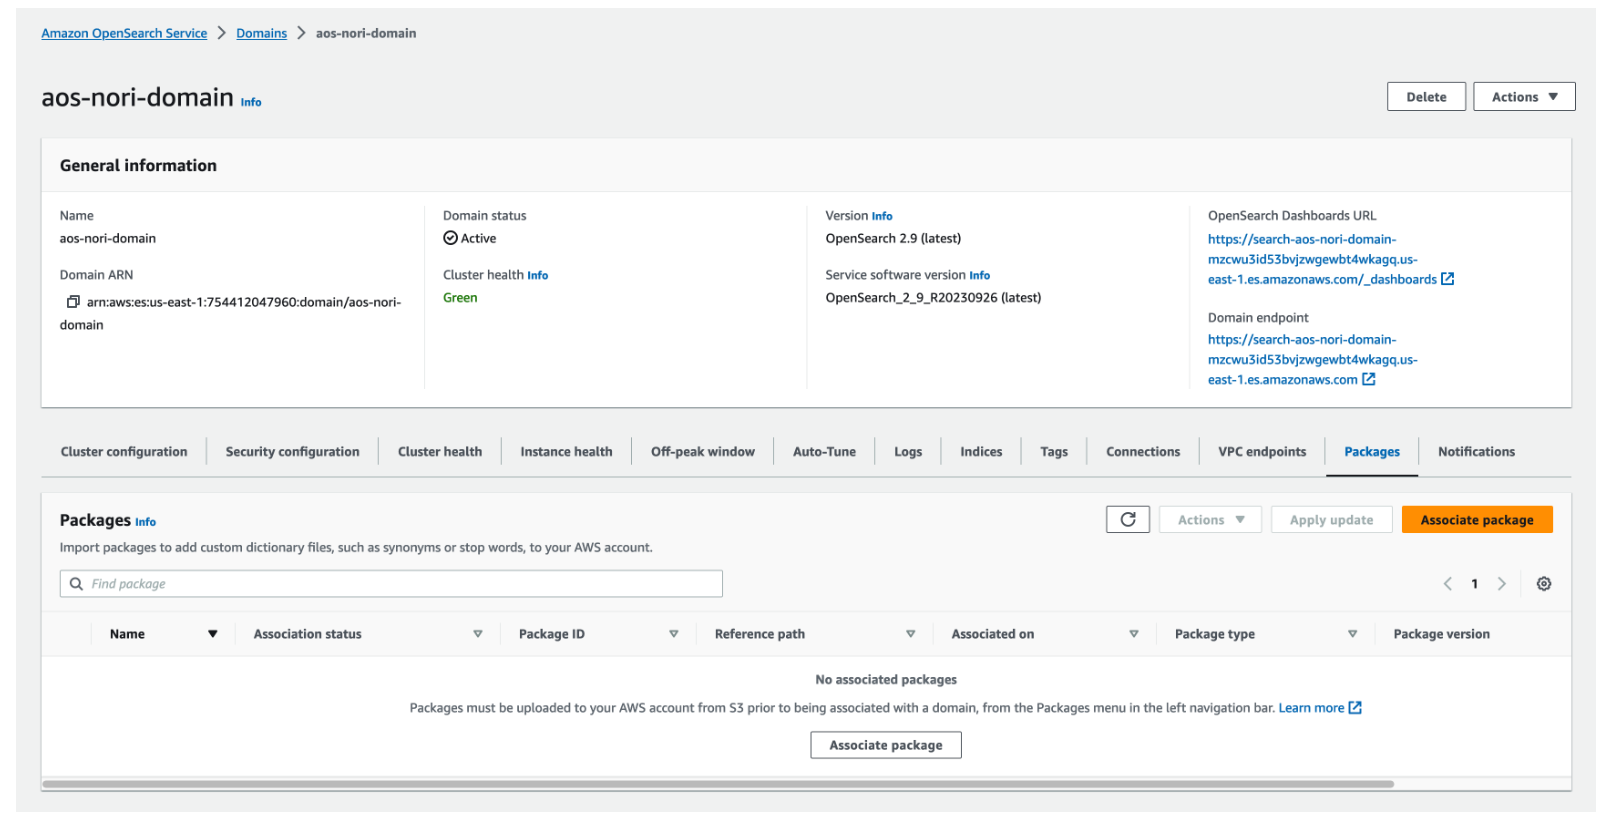 Amazon OpenSearch Service > Domains > aos-nori-domain
aos-nori-domain Info
Delete
Actions
General information
Name
aos-nori-domain
Domain ARN
arn:aws:es:us-east-1:754412047960:domain/aos-nori-
domain
Domain status
Active
Cluster health Info
Green
Version Info
OpenSearch 2.9 (latest)
Service software version Info
OpenSearch_2_9_R20230926 (latest)
OpenSearch Dashboards URL
https://search-aos-nori-domain-
mzcwu3id53bvjzwgewbt4wkagq.us-
east-1.es.amazonaws.com/_dashboards
Domain endpoint
https://search-aos-nori-domain-
mzcwu3id53bvjzwgewbt4wkagq.us-
east-1.es.amazonaws.com
Cluster configuration
Security configuration
Cluster health
Instance health
Off-peak window
Auto-Tune
Logs
Indices
Tags
Connections
VPC endpoints
Packages
Notifications
Packages Info
Actions
Apply update
Associate package
Import packages to add custom dictionary files, such as synonyms or stop words, to your AWS account.
Find package
1
Name
Association status
Package ID
Reference path
Associated on
Package type
Package version
No associated packages
Packages must be uploaded to your AWS account from S3 prior to being associated with a domain, from the Packages menu in the left navigation bar. Learn more
Associate package